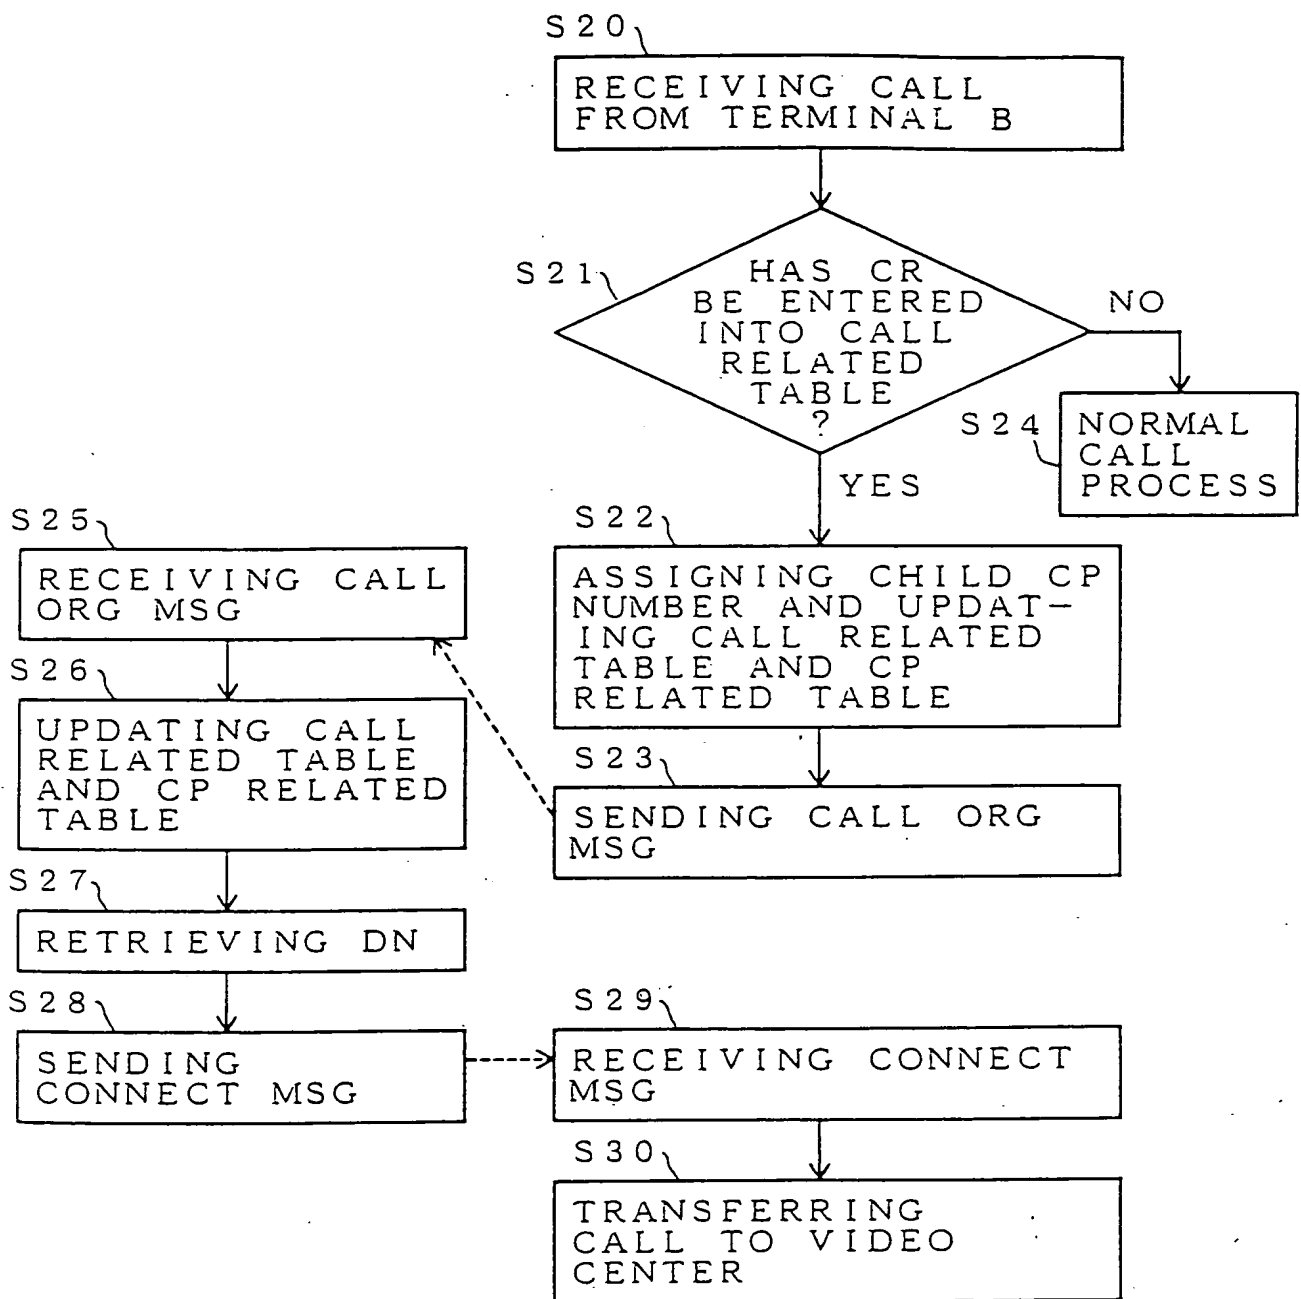 S20
RECEIVING CALL
FROM TERMINAL B
S21
HAS CR
BE ENTERED
INTO CALL
RELATED
TABLE
?
NO
S24
NORMAL
CALL
PROCESS
YES
S22
ASSIGNING CHILD CP
NUMBER AND UPDAT-
ING CALL RELATED
TABLE AND CP
RELATED TABLE
S23
SENDING CALL ORG
MSG
S25
RECEIVING CALL
ORG MSG
S26
UPDATING CALL
RELATED TABLE
AND CP RELATED
TABLE
S27
RETRIEVING DN
S28
SENDING
CONNECT MSG
S29
RECEIVING CONNECT
MSG
S30
TRANSFERRING
CALL TO VIDEO
CENTER